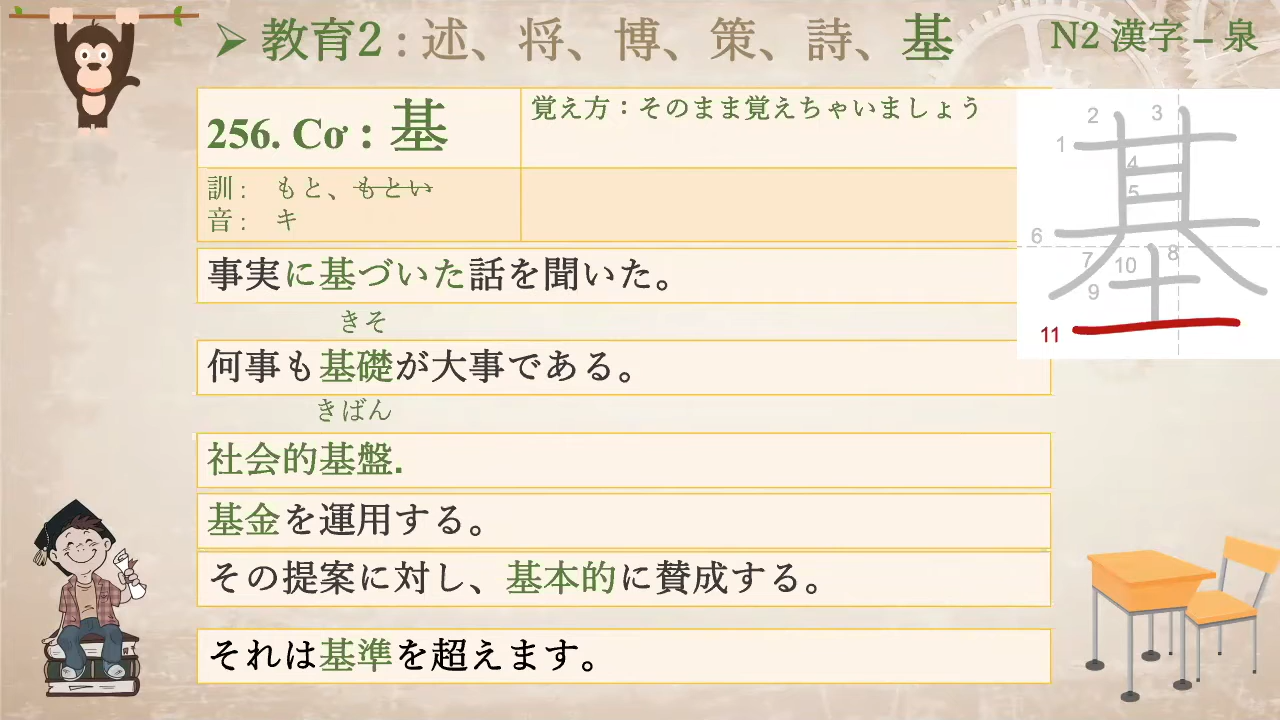 ➢ 教育2 : 述、将、博、策、詩、基
N2 漢字 – 泉
256. Cơ : 基
覚え方：そのまま覚えちゃいましょう
訓： もと、もとい
音： キ
事実に基づいた話を聞いた。
きそ
何事も基礎が大事である。
きばん
社会的基盤.
基金を運用する。
その提案に対し、基本的に賛成する。
それは基準を超えます。
基
1
2
3
4
5
6
7
8
9
10
11